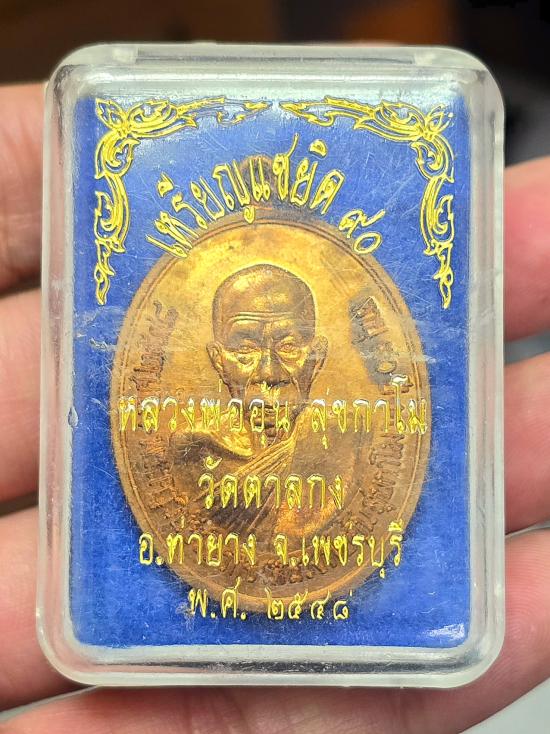 เหรียญแซยิด ๙๐
หลวงพ่ออุ้น สุขกาโม
วัดตาลกง
อ.ท่ายาง จ.เพชรบุรี
พ.ศ. ๒๕๔๘